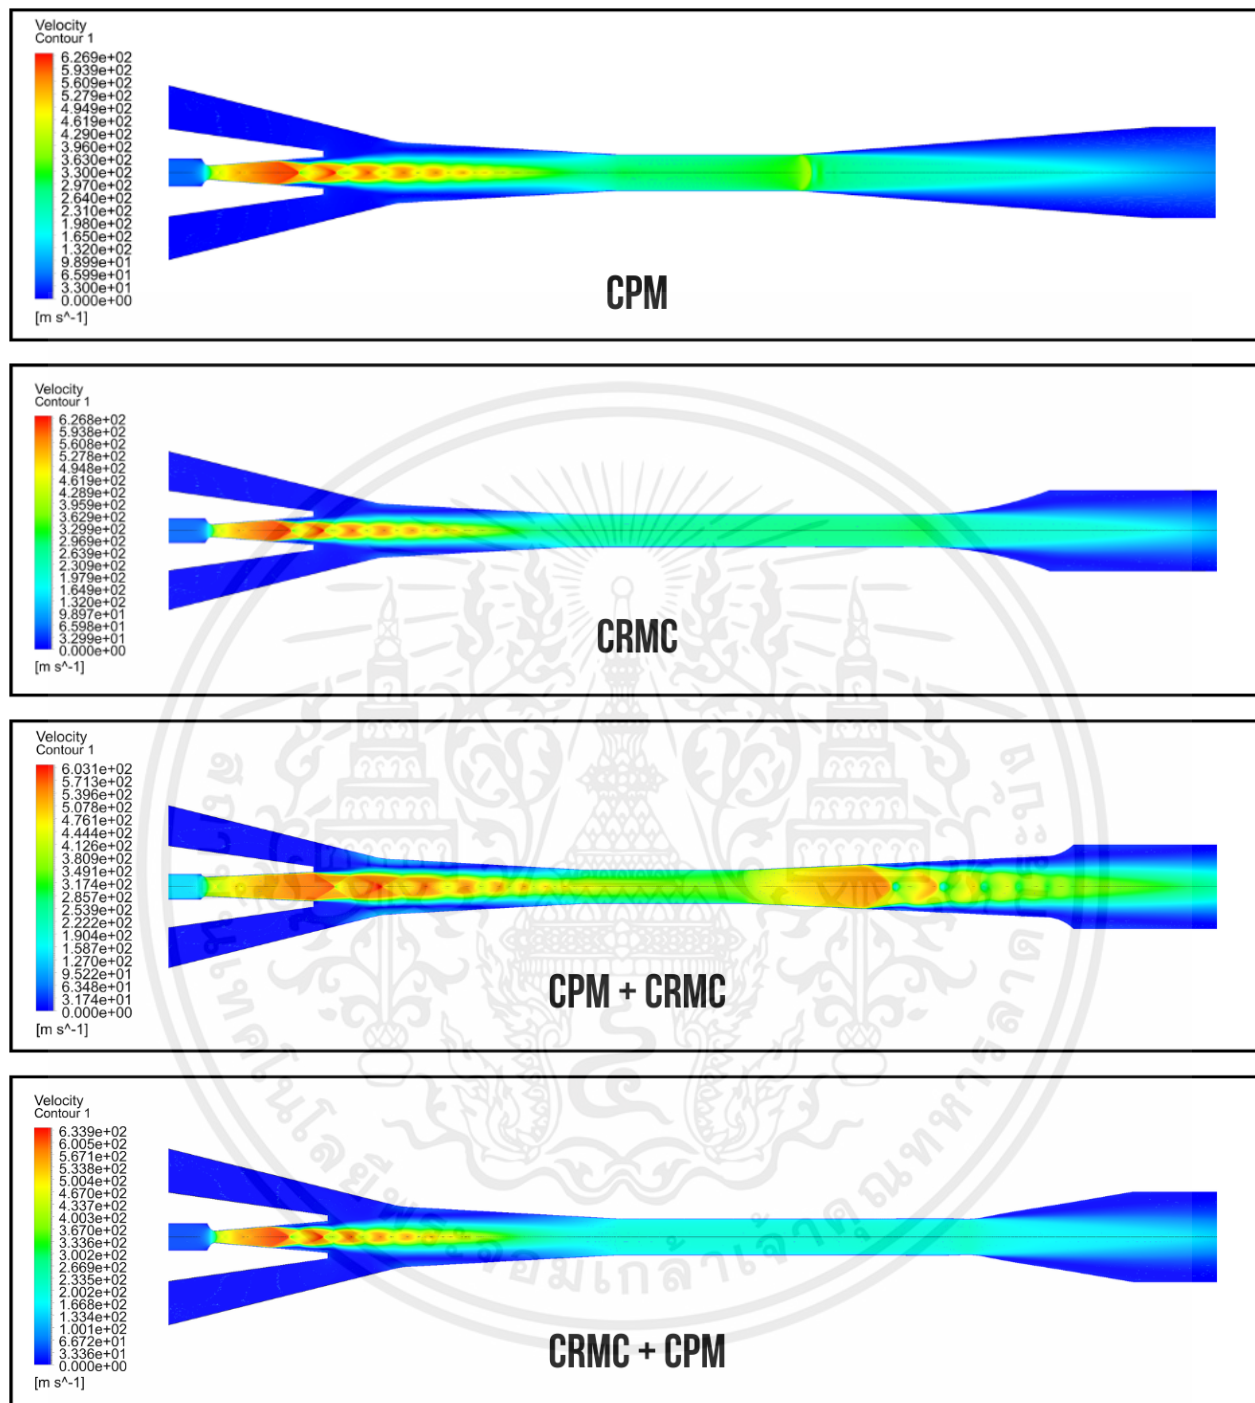 Velocity
Contour 1
6.269e+02
5.939e+02
5.609e+02
5.279e+02
4.949e+02
4.619e+02
4.290e+02
3.960e+02
3.630e+02
3.300e+02
2.970e+02
2.640e+02
2.310e+02
1.980e+02
1.650e+02
1.320e+02
9.899e+01
6.599e+01
3.300e+01
0.000e+00
[m s^-1]
CPM
Velocity
Contour 1
6.268e+02
5.938e+02
5.608e+02
5.278e+02
4.948e+02
4.619e+02
4.289e+02
3.959e+02
3.629e+02
3.299e+02
2.969e+02
2.639e+02
2.309e+02
1.979e+02
1.649e+02
1.320e+02
9.897e+01
6.598e+01
3.299e+01
0.000e+00
[m s^-1]
CRMC
Velocity
Contour 1
6.031e+02
5.713e+02
5.396e+02
5.078e+02
4.761e+02
4.444e+02
4.126e+02
3.809e+02
3.491e+02
3.174e+02
2.857e+02
2.539e+02
2.222e+02
1.904e+02
1.587e+02
1.270e+02
9.522e+01
6.348e+01
3.174e+01
0.000e+00
[m s^-1]
CPM + CRMC
Velocity
Contour 1
6.339e+02
6.005e+02
5.671e+02
5.338e+02
5.004e+02
4.670e+02
4.337e+02
4.003e+02
3.670e+02
3.336e+02
3.002e+02
2.669e+02
2.335e+02
2.002e+02
1.668e+02
1.334e+02
1.001e+02
6.672e+01
3.336e+01
0.000e+00
[m s^-1]
CRMC + CPM